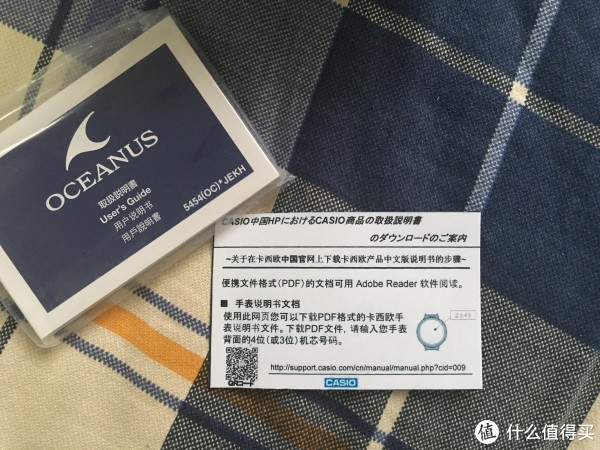 OCEANUS
取扱説明書
User's Guide
用户说明书
用戶說明書
5454(OC)*JEKH
CASIO中国HPにおけるCASIO商品の取扱説明書
のダウンロードのご案内
~关于在卡西欧中国官网上下载卡西欧产品中文版说明书的步骤~
便携文件格式(PDF)的文档可用 Adobe Reader 软件阅读。
■ 手表说明书文档
使用此网页您可以下载PDF格式的卡西欧手
表说明书文件。下载PDF文件, 请输入您手表
背面的4位(或3位)机芯号码。
QRコード
http://support.casio.com/cn/manual/manual.php?cid=009
CASIO
值 什么值得买